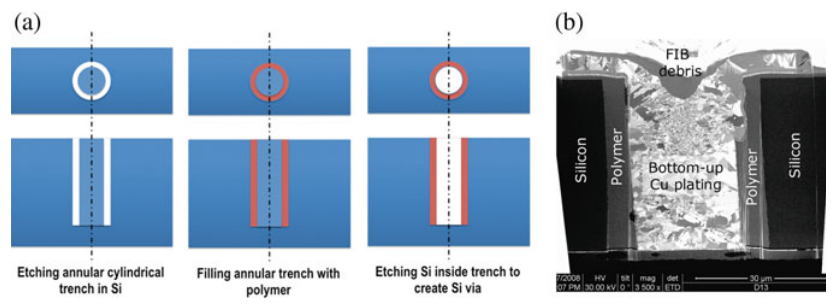 (a)
Etching annular cylindrical
trench in Si
Filling annular trench with
polymer
Etching Si inside trench to
create Si via
(b)
FIB
debris
Silicon
Polymer
Bottom-up
Cu plating
Polymer
Silicon
7/2008 HV tilt mag det 30 µm
:07 PM 30.00 kV 0 ° 3 500 x ETD D13